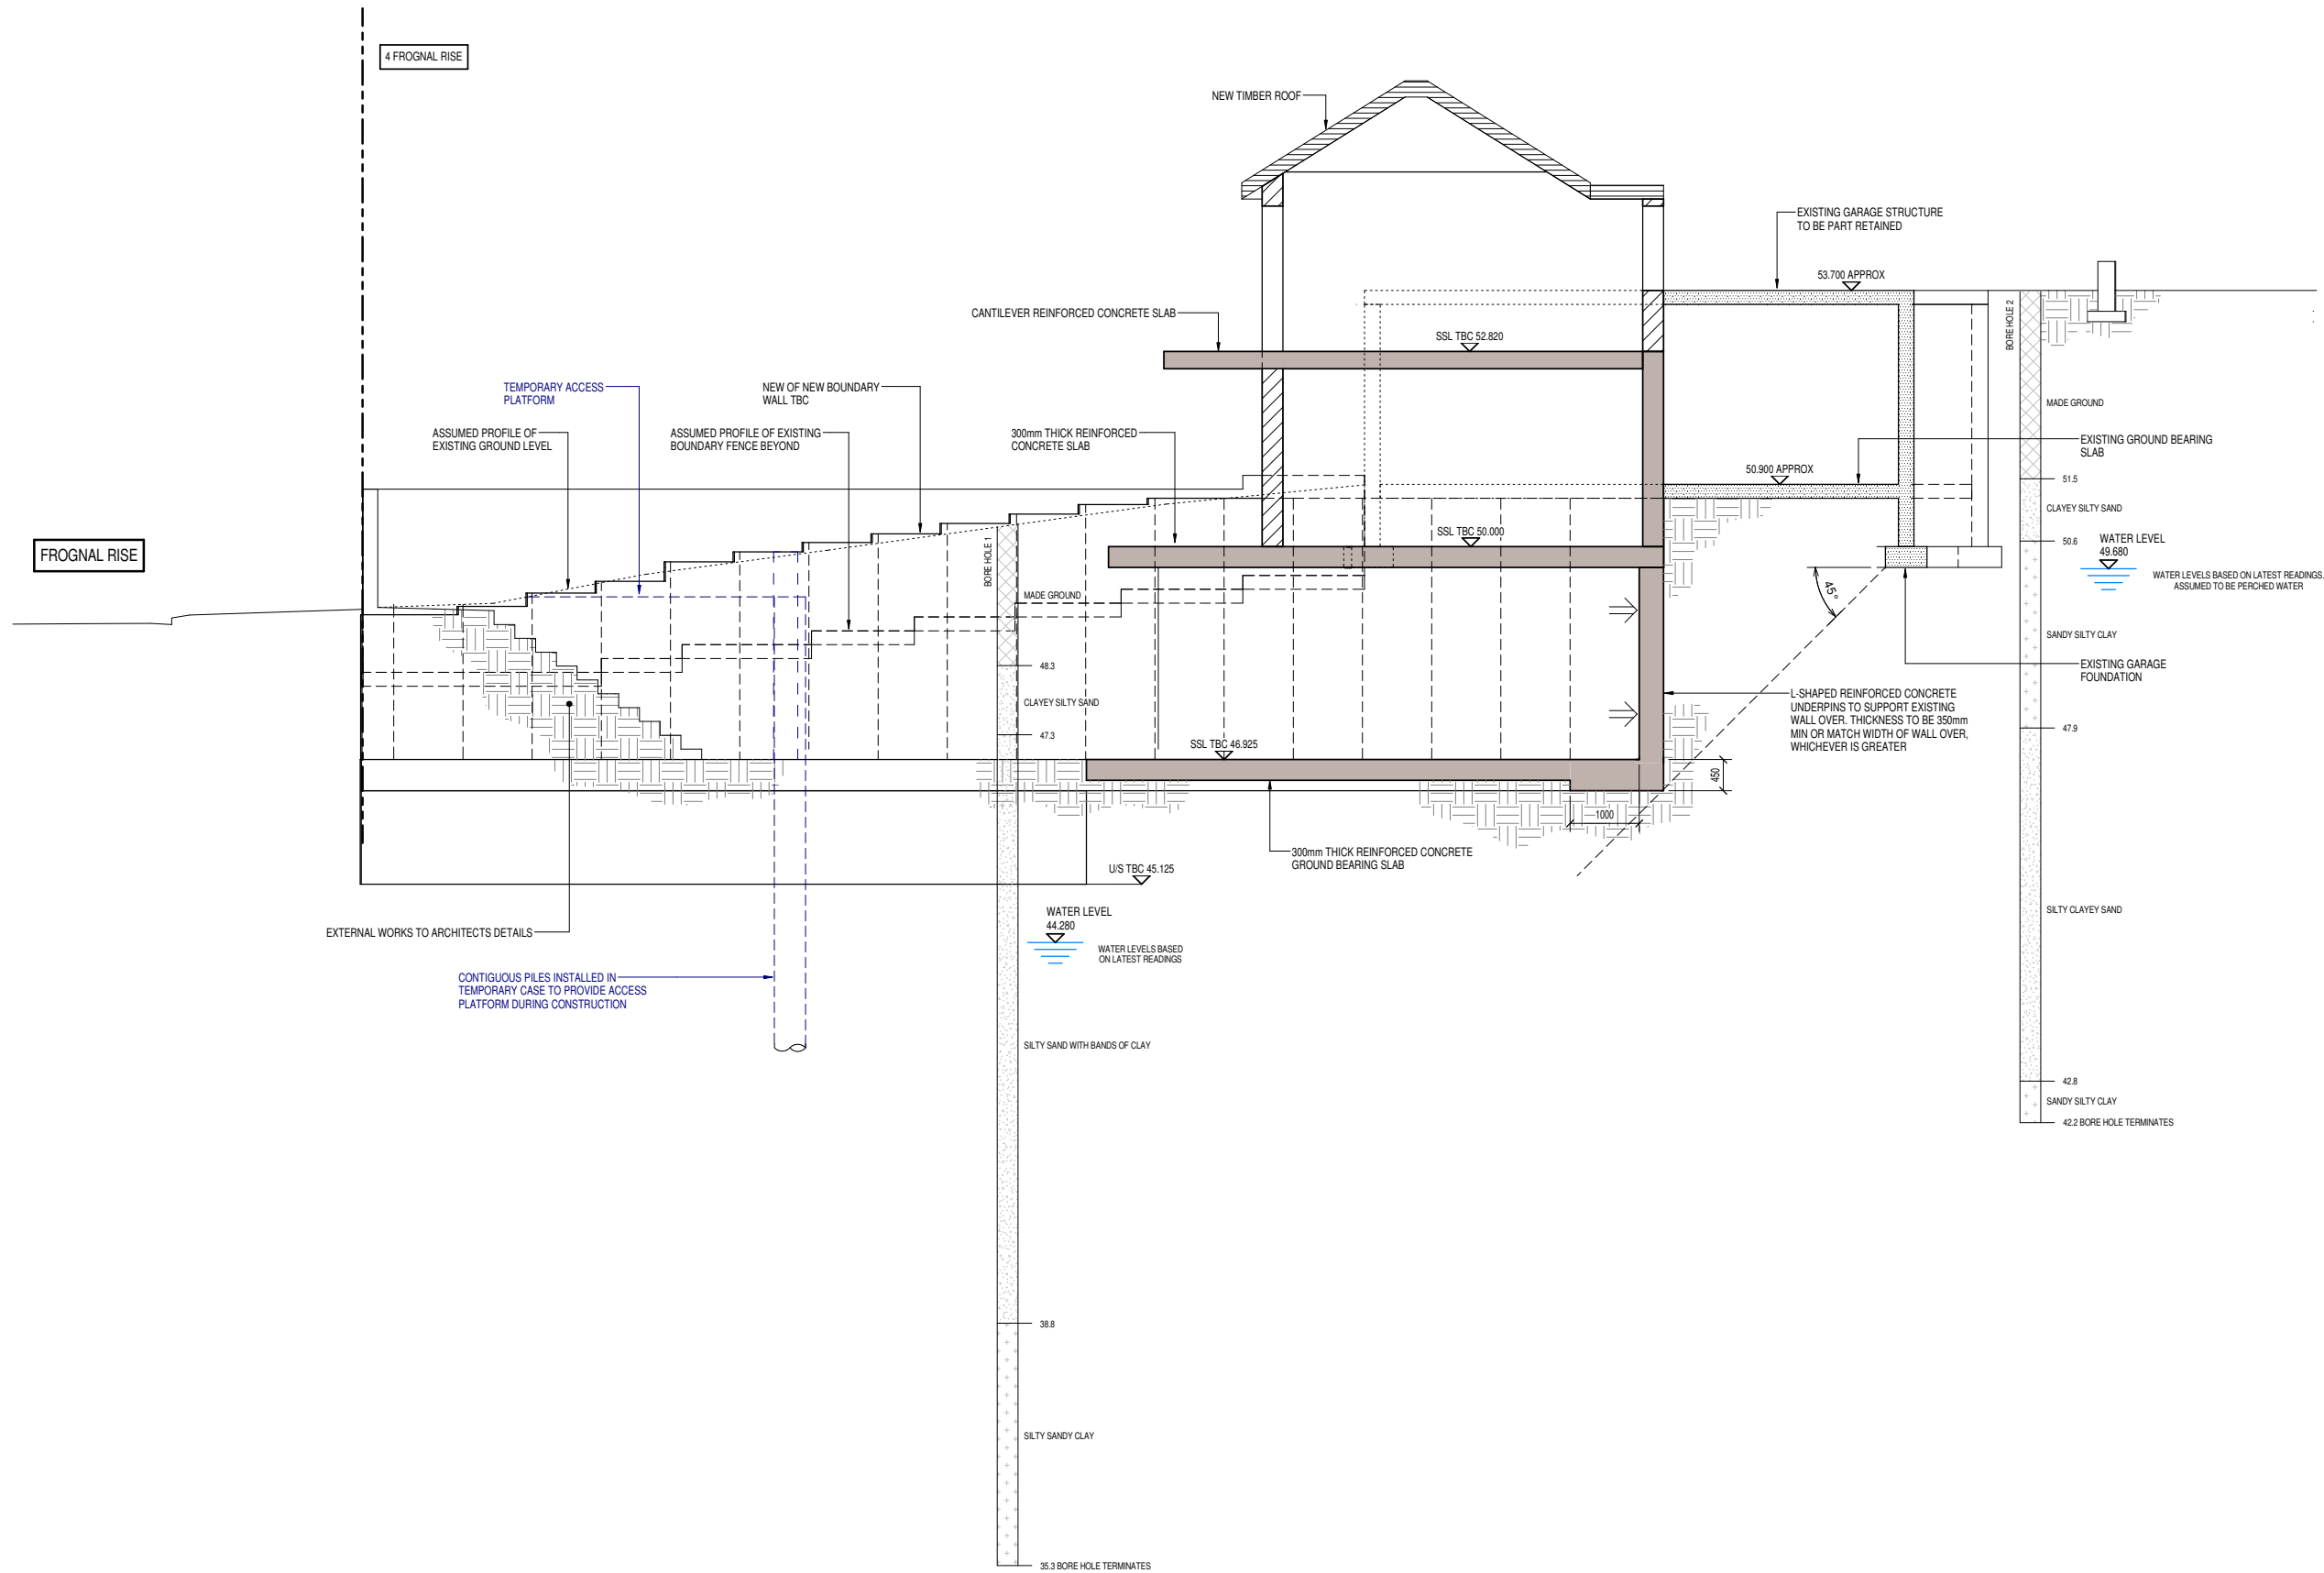 4 FROGNAL RISE
NEW TIMBER ROOF
EXISTING GARAGE STRUCTURE
TO BE PART RETAINED
53.700 APPROX
BORE HOLE 2
CANTILEVER REINFORCED CONCRETE SLAB
SSL TBC 52.820
TEMPORARY ACCESS
PLATFORM
NEW OF NEW BOUNDARY
WALL TBC
MADE GROUND
ASSUMED PROFILE OF
EXISTING GROUND LEVEL
ASSUMED PROFILE OF EXISTING
BOUNDARY FENCE BEYOND
300mm THICK REINFORCED
CONCRETE SLAB
EXISTING GROUND BEARING
SLAB
50.900 APPROX
51.5
CLAYEY SILTY SAND
FROGNAL RISE
BORE HOLE 1
SSL TBC 50.000
50.6
WATER LEVEL
49.680
WATER LEVELS BASED ON LATEST READINGS.
ASSUMED TO BE PERCHED WATER
45°
MADE GROUND
SANDY SILTY CLAY
48.3
EXISTING GARAGE
FOUNDATION
CLAYEY SILTY SAND
L-SHAPED REINFORCED CONCRETE
UNDERPINS TO SUPPORT EXISTING
WALL OVER. THICKNESS TO BE 350mm
MIN OR MATCH WIDTH OF WALL OVER,
WHICHEVER IS GREATER
47.9
47.3
SSL TBC 46.925
450
1000
300mm THICK REINFORCED CONCRETE
GROUND BEARING SLAB
U/S TBC 45.125
SILTY CLAYEY SAND
WATER LEVEL
44.280
WATER LEVELS BASED
ON LATEST READINGS
EXTERNAL WORKS TO ARCHITECTS DETAILS
CONTIGUOUS PILES INSTALLED IN
TEMPORARY CASE TO PROVIDE ACCESS
PLATFORM DURING CONSTRUCTION
SILTY SAND WITH BANDS OF CLAY
42.8
SANDY SILTY CLAY
42.2 BORE HOLE TERMINATES
38.8
SILTY SANDY CLAY
35.3 BORE HOLE TERMINATES